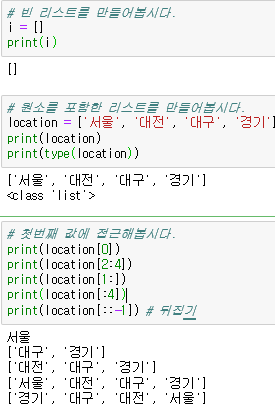 # 빈 리스트를 만들어봅시다.
i = []
print(i)
[]
# 원소를 포함한 리스트를 만들어봅시다.
location = ['서울', '대전', '대구', '경기']
print(location)
print(type(location))
['서울', '대전', '대구', '경기']
<class 'list'>
# 첫번째 값에 접근해봅시다.
print(location[0])
print(location[2:4])
print(location[1:])
print(location[:4])
print(location[::-1]) # 뒤집기
서울
['대구', '경기']
['대전', '대구', '경기']
['서울', '대전', '대구', '경기']
['경기', '대구', '대전', '서울']